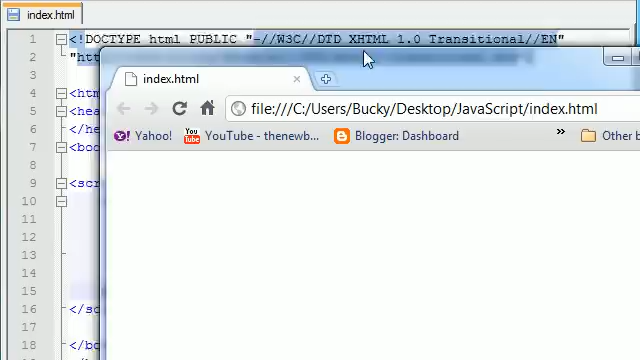 index.html
1 <!DOCTYPE html PUBLIC "-//W3C//DTD XHTML 1.0 Transitional//EN"
2
3
4 <htm
5 <hea
6 </he
7 <bod
8
9 <scr
10
11
12
13
14
15
16 </sc
17
18 </bo
index.html
file:///C:/Users/Bucky/Desktop/JavaScript/index.html
Yahoo! YouTube - thenewb... Blogger: Dashboard » Other b